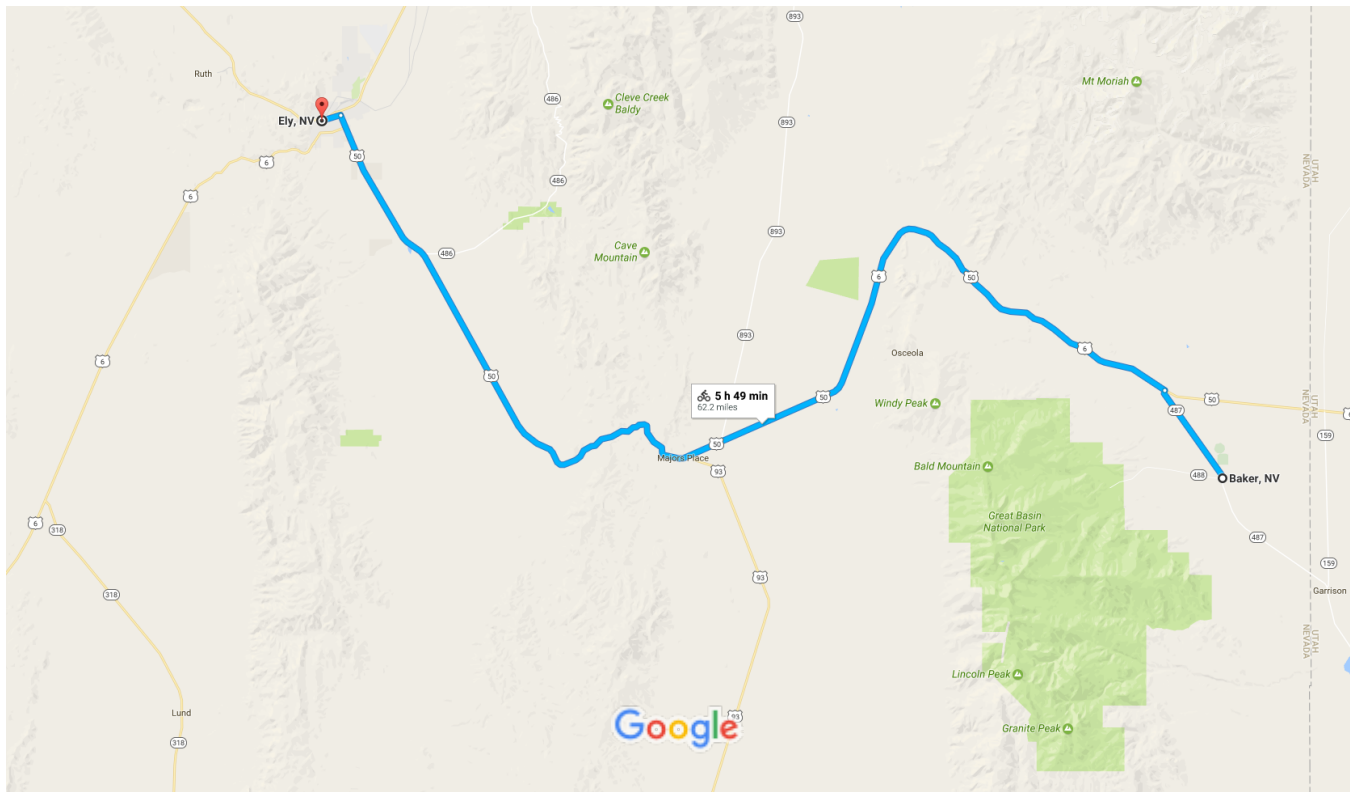 893
Ruth
Mt Moriah
Cleve Creek
Baldy
486
Ely, NV
893
50
6
486
UTAH
NEVADA
6
893
Cave
Mountain
486
6
50
893
50
Osceola
6
6
50
5 h 49 min
62.2 miles
50
Windy Peak
487
50
6
159
50
Majors Place
93
Bald Mountain
488
Baker, NV
Great Basin
National Park
6
318
487
93
159
318
Garrison
UTAH
NEVADA
Lincoln Peak
Lund
93
Google
Granite Peak
318